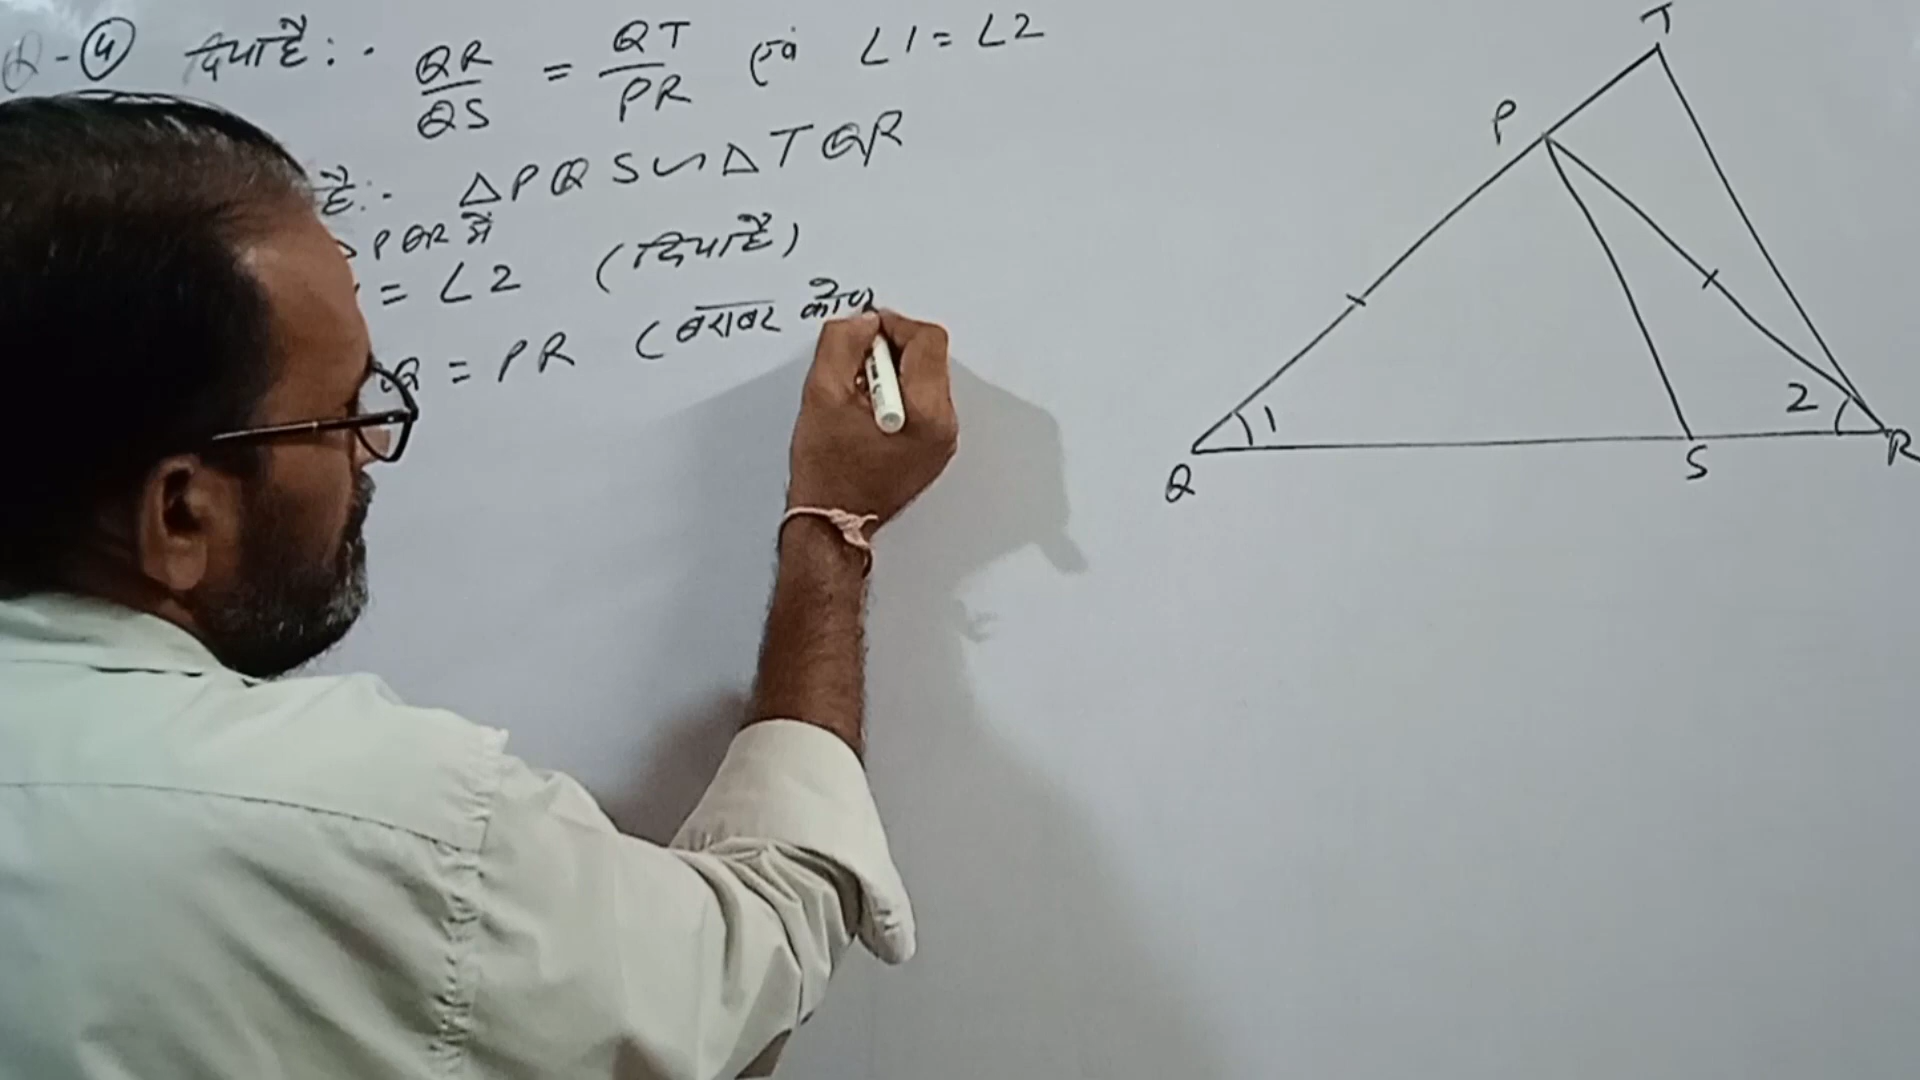 Q-4 दिया है:- QR/QS = QT/PR एवं ∠1=∠2
है:- △PQS ∽ △TQR
△PQR में
= ∠2 (दिया है)
Q = PR (बराबर कोण
T
P
1
2
Q
S
R